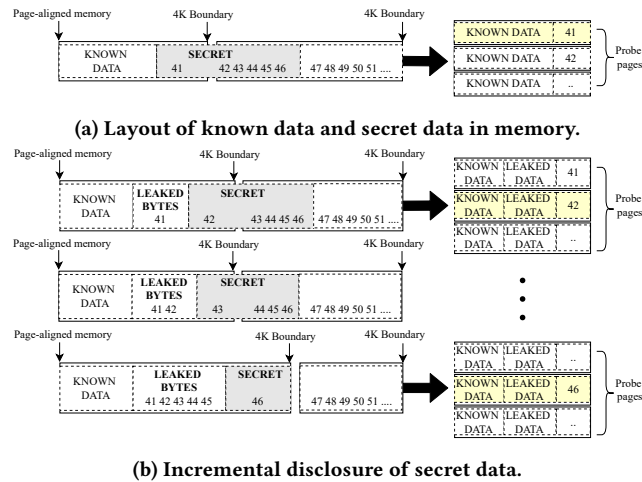 Page-aligned memory 4K Boundary 4K Boundary
KNOWN DATA SECRET 41 42 43 44 45 46 47 48 49 50 51 ....
KNOWN DATA 41
KNOWN DATA 42
KNOWN DATA ..
Probe pages
(a) Layout of known data and secret data in memory.
Page-aligned memory 4K Boundary 4K Boundary
KNOWN DATA LEAKED BYTES 41 SECRET 42 43 44 45 46 47 48 49 50 51 ....
KNOWN DATA LEAKED DATA 41
KNOWN DATA LEAKED DATA 42
KNOWN DATA LEAKED DATA ..
Probe pages
Page-aligned memory 4K Boundary 4K Boundary
KNOWN DATA LEAKED BYTES 41 42 SECRET 43 44 45 46 47 48 49 50 51 ....
Page-aligned memory 4K Boundary 4K Boundary
KNOWN DATA LEAKED BYTES 41 42 43 44 45 SECRET 46 47 48 49 50 51 ....
KNOWN DATA LEAKED DATA ..
KNOWN DATA LEAKED DATA 46
KNOWN DATA LEAKED DATA ..
Probe pages
(b) Incremental disclosure of secret data.